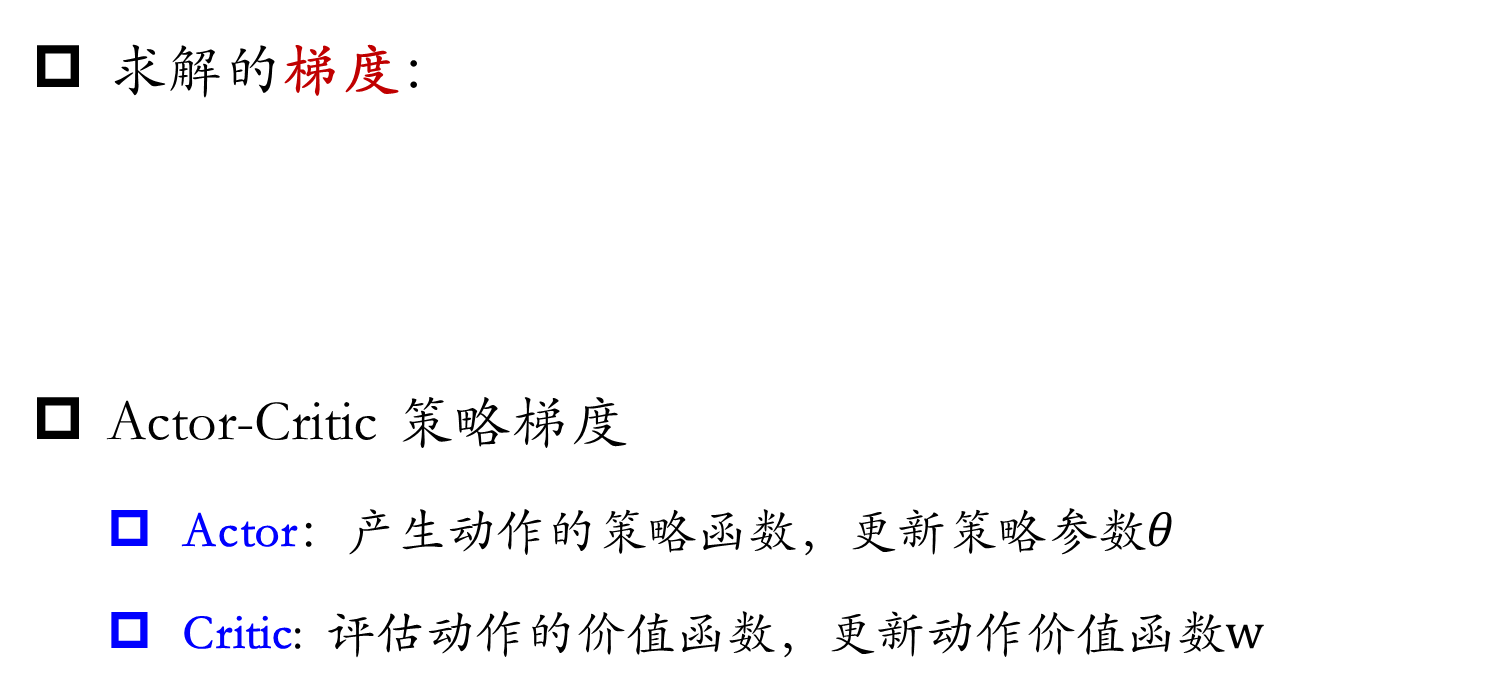 求解的梯度：
Actor-Critic 策略梯度
Actor：产生动作的策略函数，更新策略参数θ
Critic: 评估动作的价值函数，更新动作价值函数w